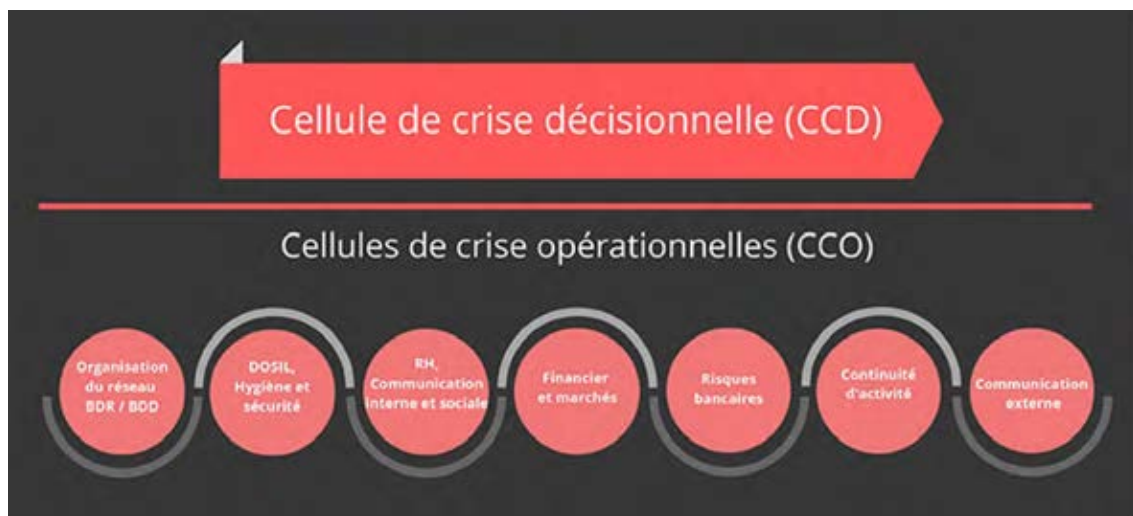 Cellule de crise décisionnelle (CCD)
Cellules de crise opérationnelles (CCO)
Organisation
du réseau
BDR / BDD
DOSIL,
Hygiène et
sécurité
RH,
Communication
interne et sociale
Financier
et marchés
Risques
bancaires
Continuité
d'activité
Communication
externe